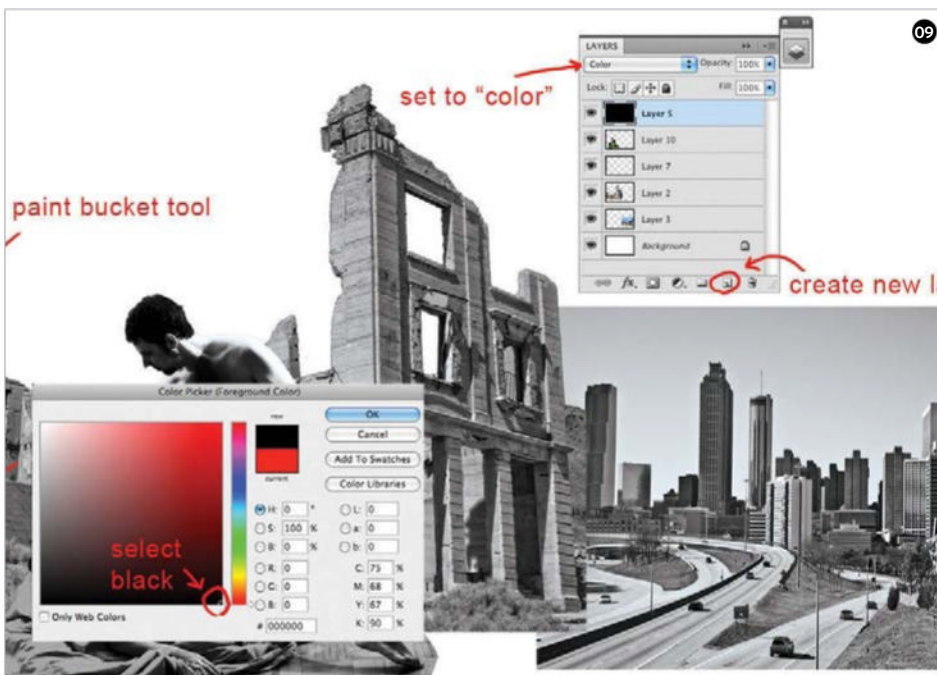 09
LAYERS
Color Opacity: 100%
set to "color"
Lock: Fill: 100%
Layer 5
Layer 10
Layer 7
Layer 2
Layer 3
Background
fx.
create new l
paint bucket tool
Color Picker (Foreground Color)
new
current
OK
Cancel
Add To Swatches
Color Libraries
H: 0 °
S: 100 %
B: 0 %
R: 0
G: 0
B: 0
# 000000
L: 0
a: 0
b: 0
C: 75 %
M: 68 %
Y: 67 %
K: 90 %
select
black
Only Web Colors